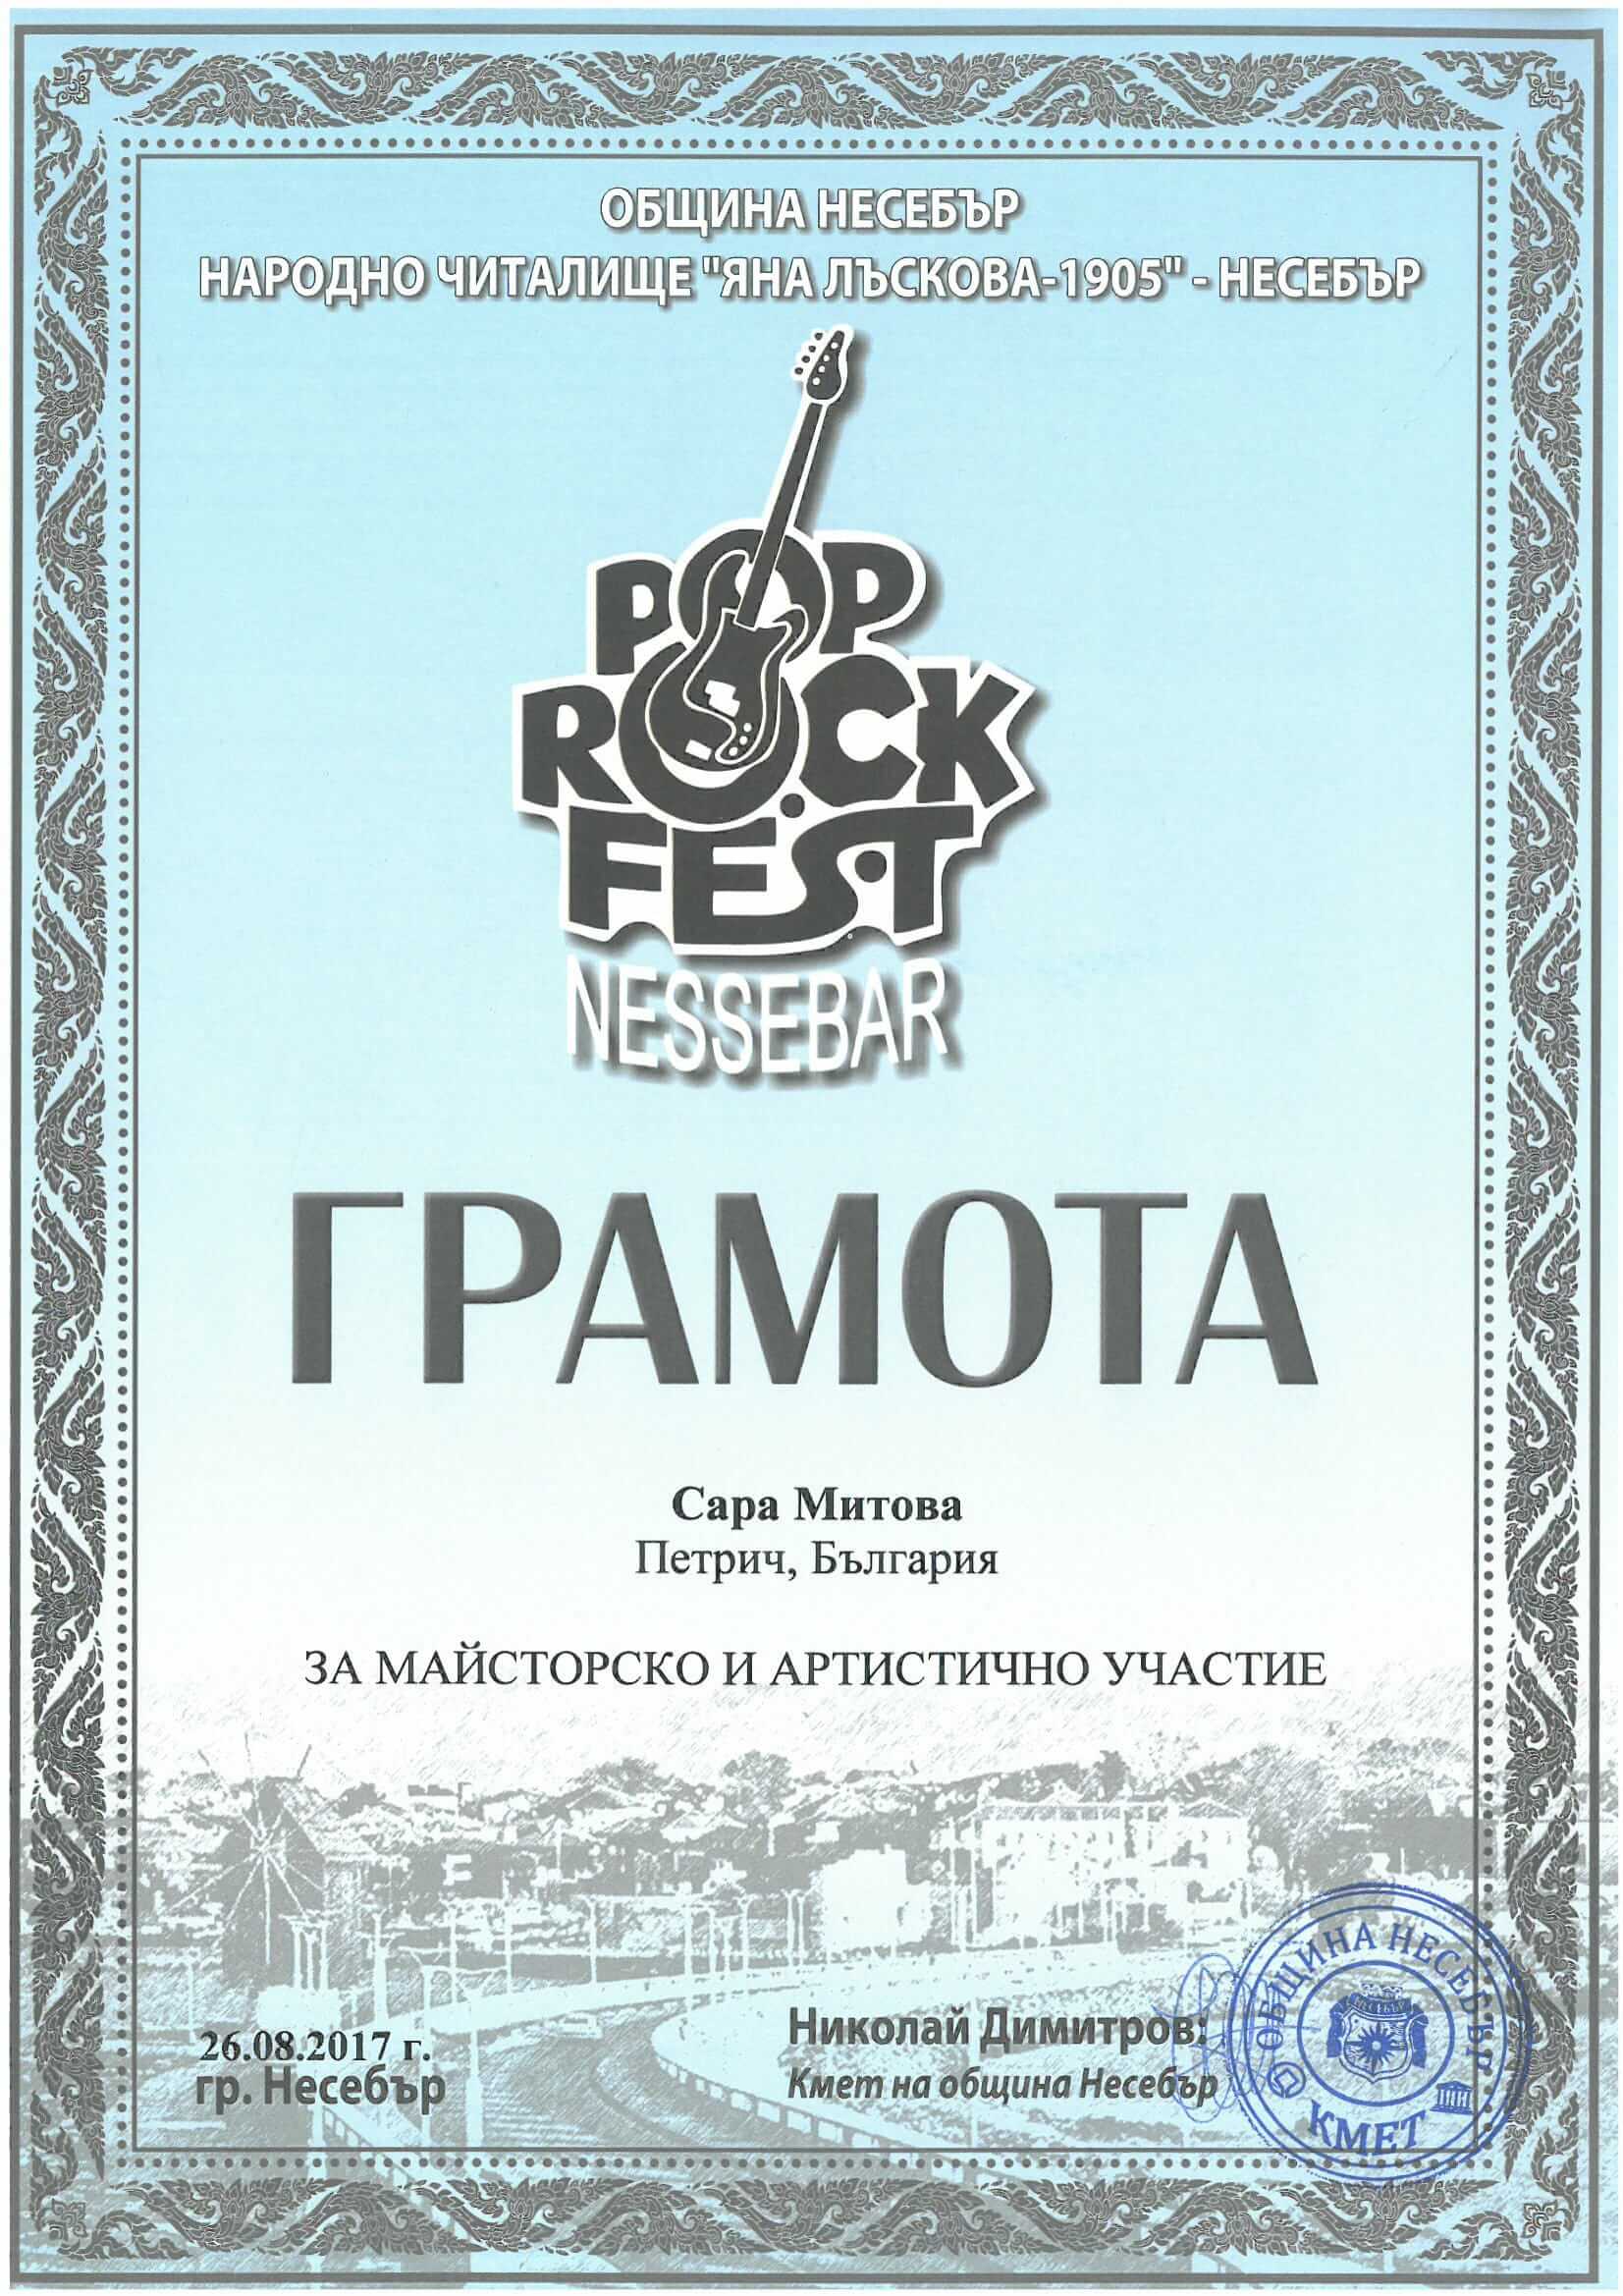 ОБЩИНА НЕСЕБЪР
НАРОДНО ЧИТАЛИЩЕ "ЯНА ЛЪСКОВА-1905" - НЕСЕБЪР
POP
ROCK
FEST
NESSEBAR
ГРАМОТА
Сара Митова
Петрич, България
ЗА МАЙСТОРСКО И АРТИСТИЧНО УЧАСТИЕ
26.08.2017 г.
гр. Несебър
Николай Димитров:
Кмет на община Несебър
ОБЩИНА НЕСЕБЪР
НЕСЕБЪР
КМЕТ